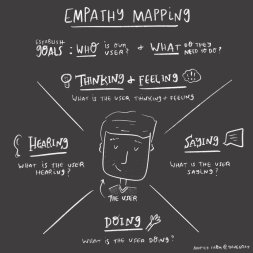 EMPATHY MAPPING
ESTABLISH GOALS: WHO IS OUR USER? + WHAT DO THEY NEED TO DO?
THINKING + FEELING
WHAT IS THE USER THINKING + FEELING
HEARING
WHAT IS THE USER HEARING?
SAYING
WHAT IS THE USER SAYING?
THE USER
DOING
WHAT IS THE USER DOING?